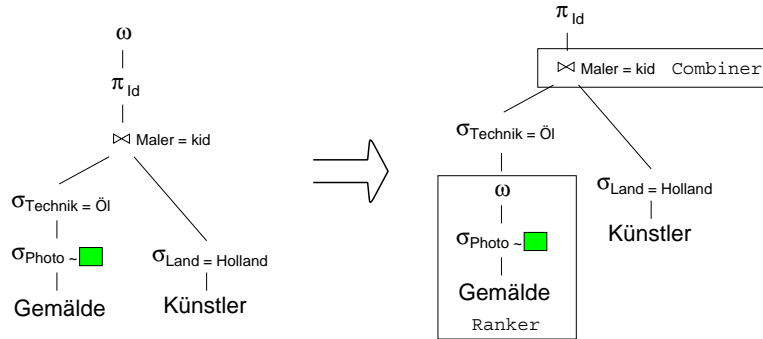 ω
π Id
⋈ Maler = kid
σ Technik = Öl
σ Photo ~
σ Land = Holland
Gemälde
Künstler
π Id
⋈ Maler = kid Combiner
σ Technik = Öl
ω
σ Land = Holland
σ Photo ~
Künstler
Gemälde
Ranker